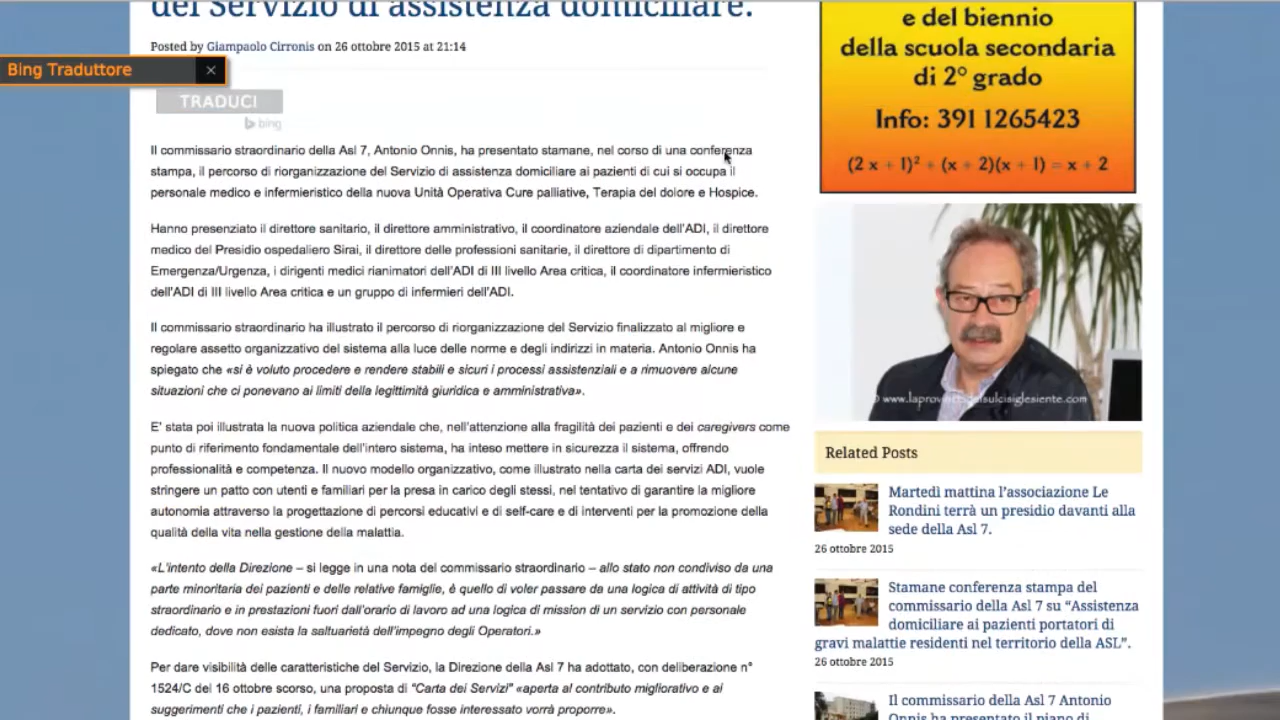 del Servizio di assistenza domiciliare.
Posted by Giampaolo Cirronis on 26 ottobre 2015 at 21:14
Bing Traduttore
×
TRADUCI
bing
Il commissario straordinario della Asl 7, Antonio Onnis, ha presentato stamane, nel corso di una conferenza
stampa, il percorso di riorganizzazione del Servizio di assistenza domiciliare ai pazienti di cui si occupa il
personale medico e infermieristico della nuova Unità Operativa Cure palliative, Terapia del dolore e Hospice.
Hanno presenziato il direttore sanitario, il direttore amministrativo, il coordinatore aziendale dell'ADI, il direttore
medico del Presidio ospedaliero Sirai, il direttore delle professioni sanitarie, il direttore di dipartimento di
Emergenza/Urgenza, i dirigenti medici rianimatori dell'ADI di III livello Area critica, il coordinatore infermieristico
dell'ADI di III livello Area critica e un gruppo di infermieri dell'ADI.
Il commissario straordinario ha illustrato il percorso di riorganizzazione del Servizio finalizzato al migliore e
regolare assetto organizzativo del sistema alla luce delle norme e degli indirizzi in materia. Antonio Onnis ha
spiegato che «si è voluto procedere e rendere stabili e sicuri i processi assistenziali e a rimuovere alcune
situazioni che ci ponevano ai limiti della legittimità giuridica e amministrativa».
E' stata poi illustrata la nuova politica aziendale che, nell'attenzione alla fragilità dei pazienti e dei caregivers come
punto di riferimento fondamentale dell'intero sistema, ha inteso mettere in sicurezza il sistema, offrendo
professionalità e competenza. Il nuovo modello organizzativo, come illustrato nella carta dei servizi ADI, vuole
stringere un patto con utenti e familiari per la presa in carico degli stessi, nel tentativo di garantire la migliore
autonomia attraverso la progettazione di percorsi educativi e di self-care e di interventi per la promozione della
qualità della vita nella gestione della malattia.
«L'intento della Direzione – si legge in una nota del commissario straordinario – allo stato non condiviso da una
parte minoritaria dei pazienti e delle relative famiglie, è quello di voler passare da una logica di attività di tipo
straordinario e in prestazioni fuori dall'orario di lavoro ad una logica di mission di un servizio con personale
dedicato, dove non esista la saltuarietà dell'impegno degli Operatori.»
Per dare visibilità delle caratteristiche del Servizio, la Direzione della Asl 7 ha adottato, con deliberazione n°
1524/C del 16 ottobre scorso, una proposta di "Carta dei Servizi" «aperta al contributo migliorativo e ai
suggerimenti che i pazienti, i familiari e chiunque fosse interessato vorrà proporre».
e del biennio
della scuola secondaria
di 2° grado
Info: 391 1265423
(2 x + 1)² + (x + 2)(x + 1) = x + 2
© www.laprovinciadelsulcisiglesiente.com
Related Posts
Martedì mattina l'associazione Le
Rondini terrà un presidio davanti alla
sede della Asl 7.
26 ottobre 2015
Stamane conferenza stampa del
commissario della Asl 7 su "Assistenza
domiciliare ai pazienti portatori di
gravi malattie residenti nel territorio della ASL".
26 ottobre 2015
Il commissario della Asl 7 Antonio
Onnis ha presentato il piano di